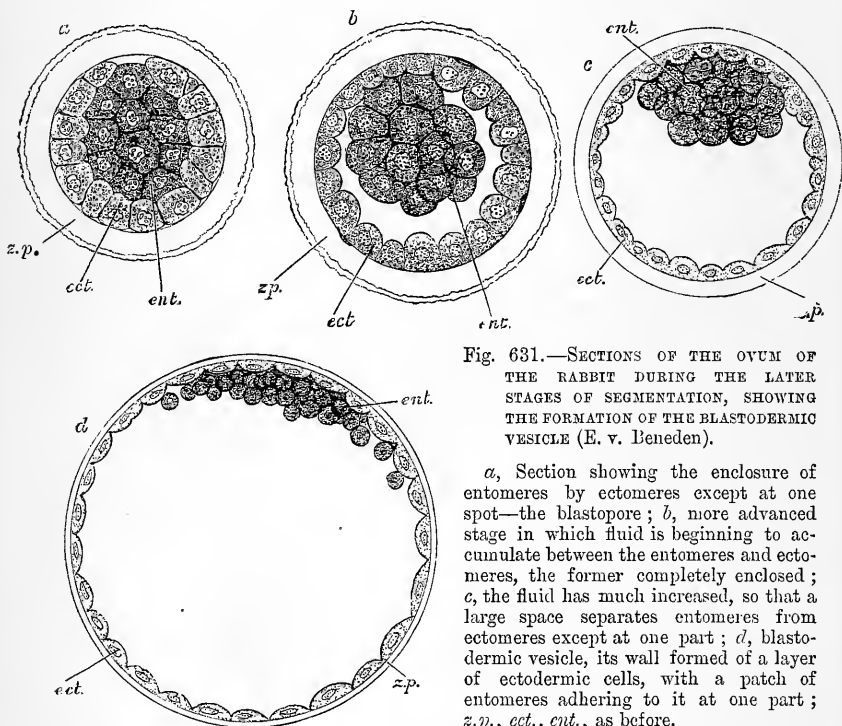 a
b
c
ent.
z.p.
ect.
ent.
zp.
ect
ent.
ect.
p.
d
ent.
ect.
z.p.
Fig. 631.—SECTIONS OF THE OVUM OF
THE RABBIT DURING THE LATER
STAGES OF SEGMENTATION, SHOWING
THE FORMATION OF THE BLASTODERMIC
VESICLE (E. v. Beneden).
a, Section showing the enclosure of
entomeres by ectomeres except at one
spot—the blastopore ; b, more advanced
stage in which fluid is beginning to ac-
cumulate between the entomeres and ecto-
meres, the former completely enclosed ;
c, the fluid has much increased, so that a
large space separates entomeres from
ectomeres except at one part ; d, blasto-
dermic vesicle, its wall formed of a layer
of ectodermic cells, with a patch of
entomeres adhering to it at one part ;
z.p., ect., ent., as before.